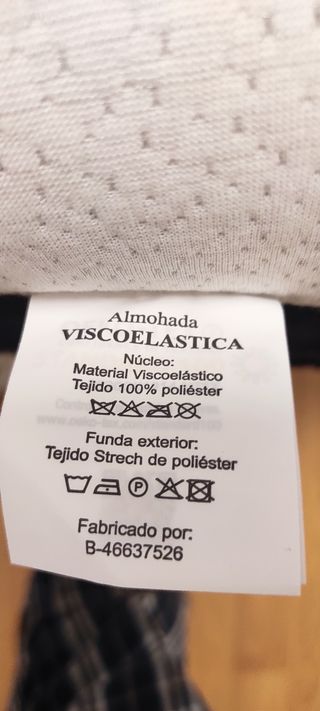 Almohada
VISCOELASTICA
Núcleo:
Material Viscoelástico
Tejido 100% poliéster
Funda exterior:
Tejido Strech de poliéster
P
Fabricado por:
B-46637526